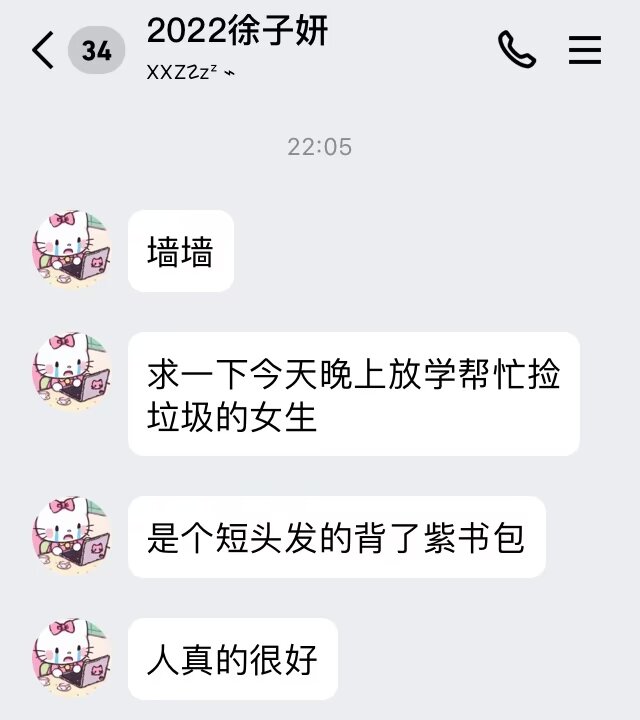 34
2022徐子妍
XXZZzᶻ ⌁
22:05
墙墙
求一下今天晚上放学帮忙捡
垃圾的女生
是个短头发的背了紫书包
人真的很好